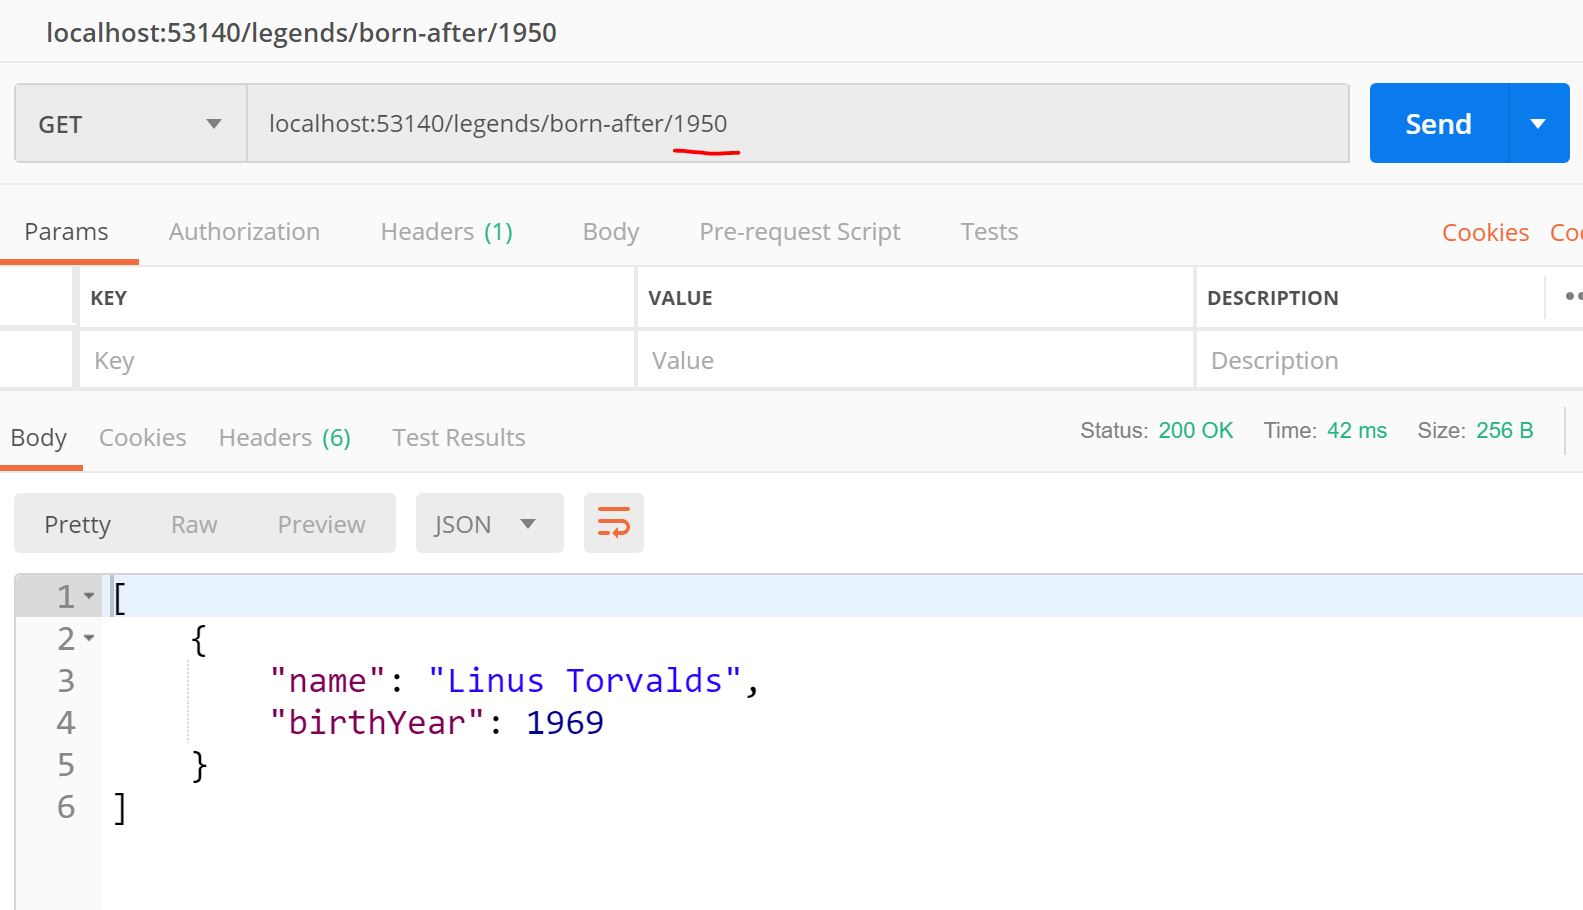 localhost:53140/legends/born-after/1950
GET localhost:53140/legends/born-after/1950 Send
Params Authorization Headers (1) Body Pre-request Script Tests Cookies
KEY VALUE DESCRIPTION
Key Value Description
Body Cookies Headers (6) Test Results Status: 200 OK Time: 42 ms Size: 256 B
Pretty Raw Preview JSON
1 [
2 {
3 "name": "Linus Torvalds",
4 "birthYear": 1969
5 }
6 ]